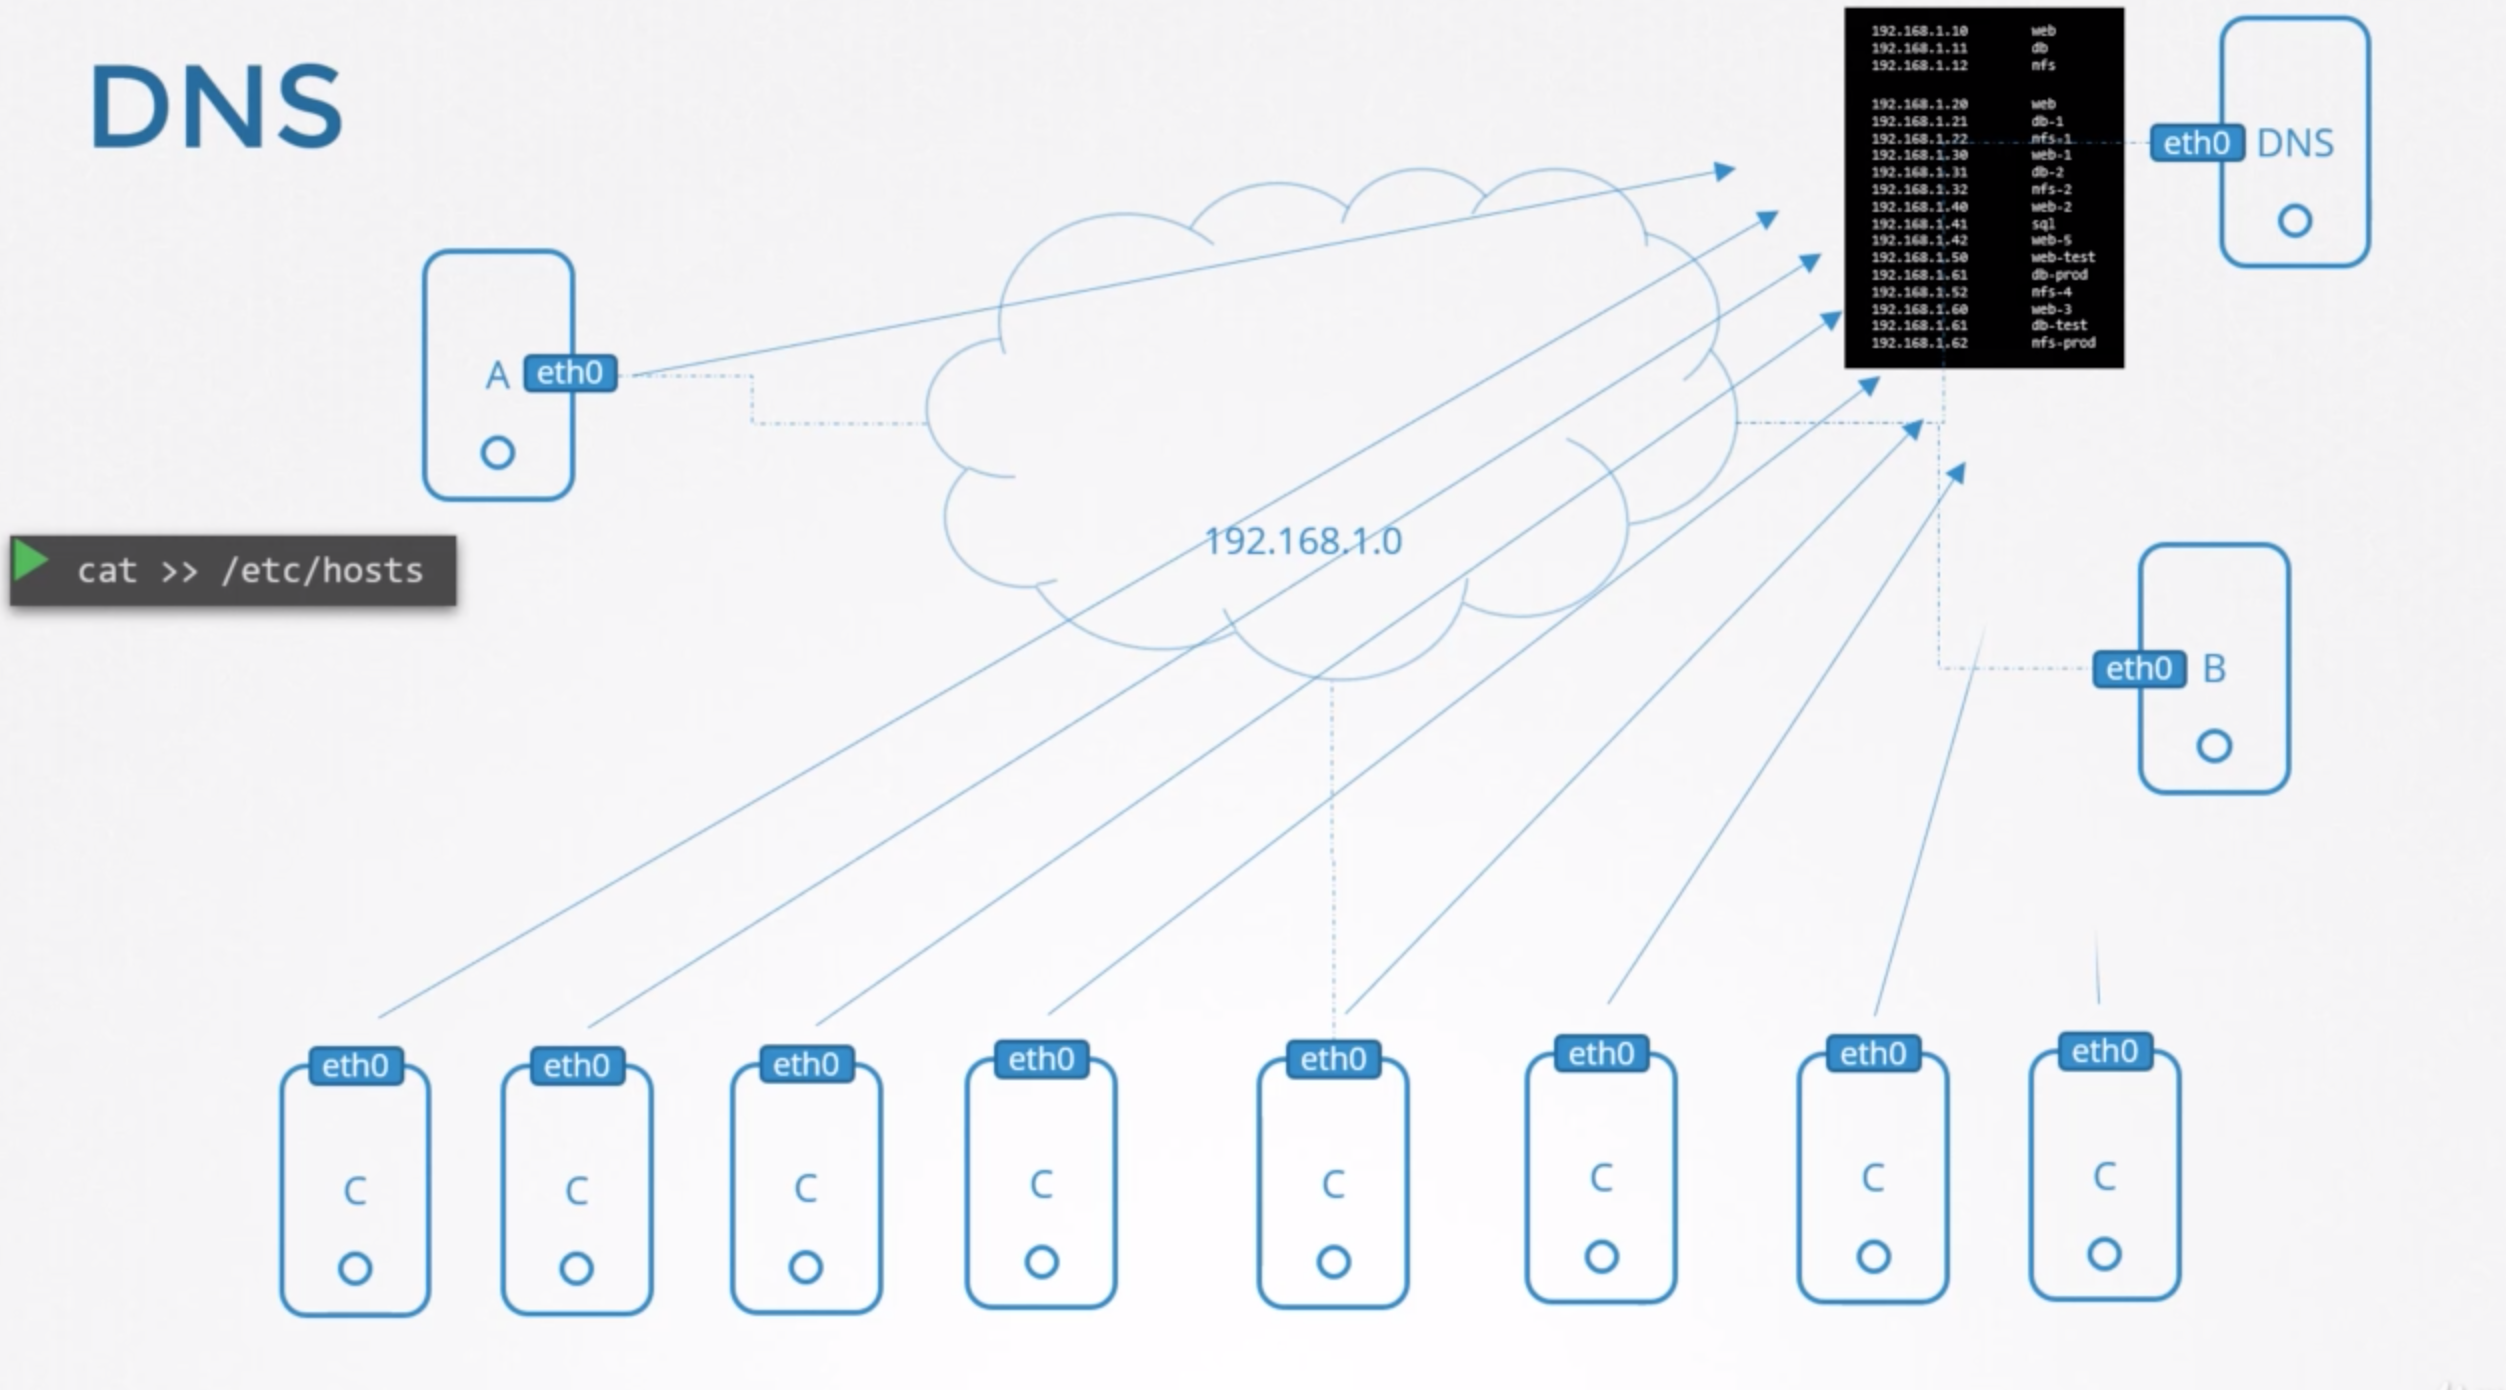 DNS
192.168.1.10 web
192.168.1.11 db
192.168.1.12 nfs
192.168.1.20 web
192.168.1.21 db-1
192.168.1.22 nfs-1
192.168.1.30 web-1
192.168.1.31 db-2
192.168.1.32 nfs-2
192.168.1.40 web-2
192.168.1.41 sql
192.168.1.42 web-5
192.168.1.50 web-test
192.168.1.61 db-prod
192.168.1.52 nfs-4
192.168.1.60 web-3
192.168.1.61 db-test
192.168.1.62 nfs-prod
eth0 DNS
A eth0
cat >> /etc/hosts
192.168.1.0
eth0 B
eth0 eth0 eth0 eth0 eth0 eth0 eth0 eth0
C C C C C C C C